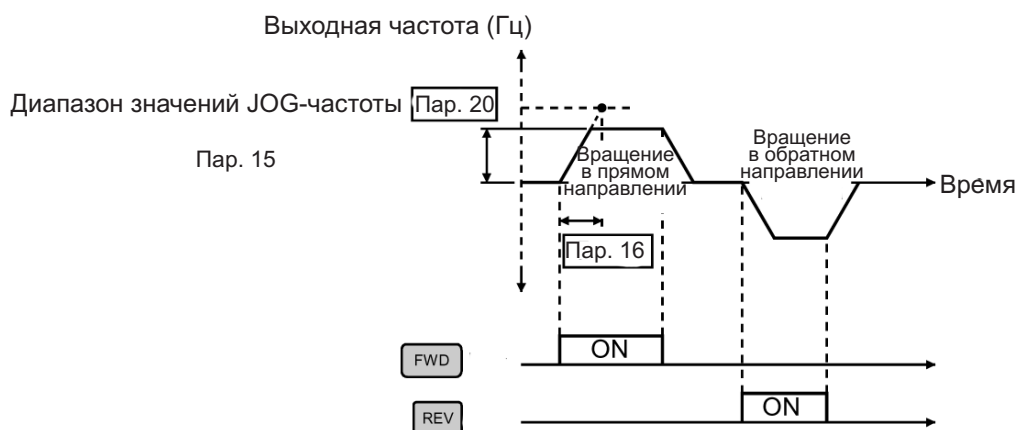 Выходная частота (Гц)
Диапазон значений JOG-частоты Пар. 20
Пар. 15
Вращение
в прямом
направлении
Вращение
в обратном
направлении
Время
Пар. 16
FWD
ON
REV
ON